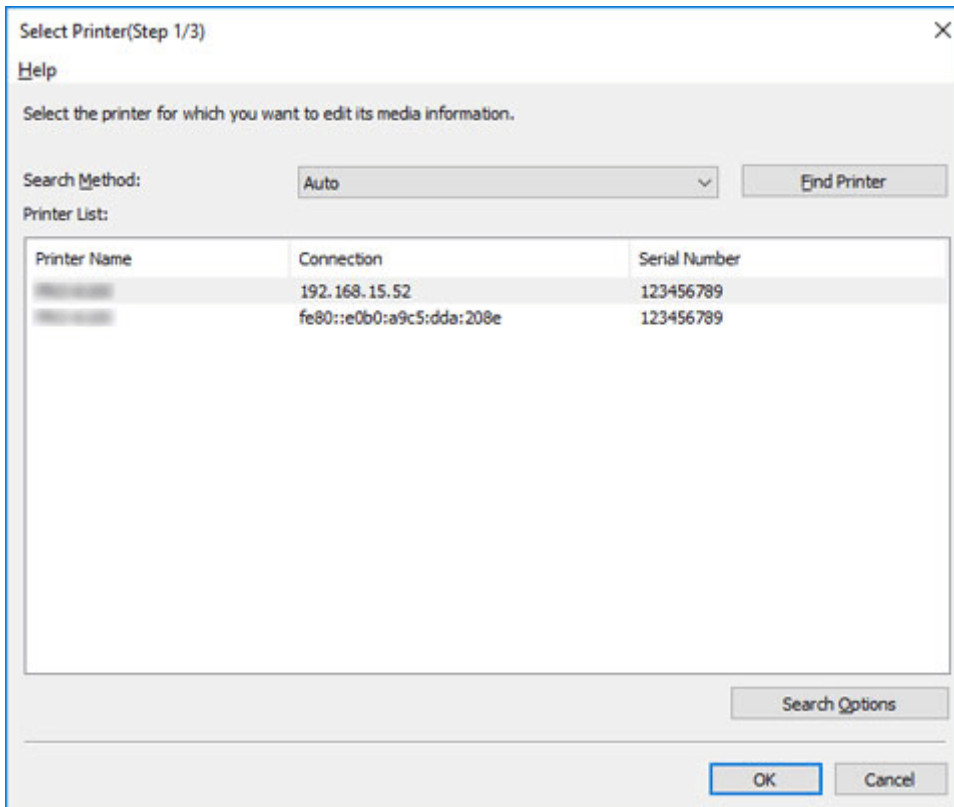 Select Printer(Step 1/3)
Help
Select the printer for which you want to edit its media information.
Search Method: Auto Find Printer
Printer List:
Printer Name Connection Serial Number
192.168.15.52 123456789
fe80::e0b0:a9c5:dda:208e 123456789
Search Options
OK Cancel